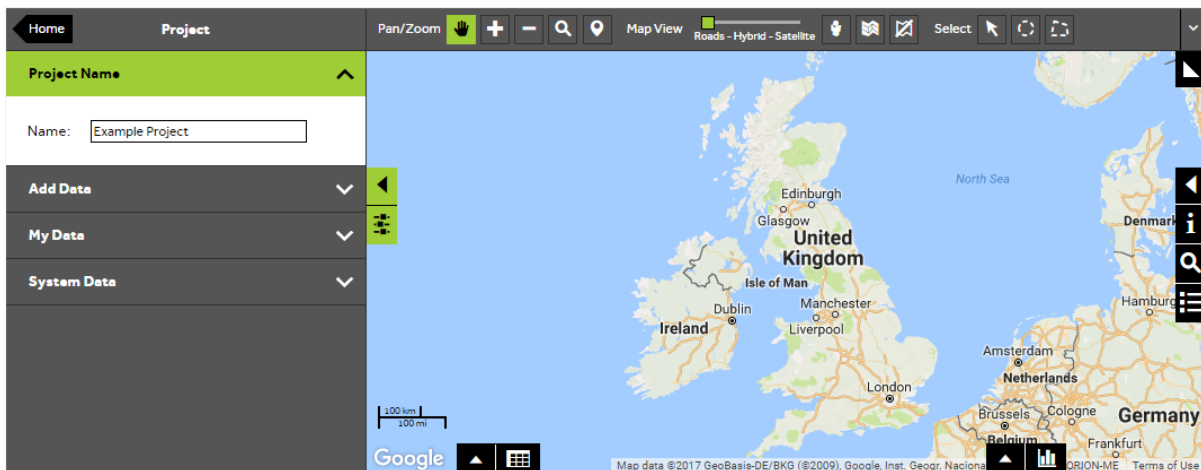 Home
Project
Pan/Zoom
Map View
Roads - Hybrid - Satellite
Select
Project Name
Name: Example Project
Add Data
My Data
System Data
North Sea
Edinburgh
Glasgow
Denmark
United
Kingdom
Isle of Man
Manchester
Dublin
Hamburg
Ireland
Liverpool
Amsterdam
Netherlands
London
Brussels
Cologne
Germany
Belgium
Frankfurt
100 km
100 mi
Google
Map data ©2017 GeoBasis-DE/BKG (©2009), Google, Inst. Geogr. Naciona
ORION-ME
Terms of Us